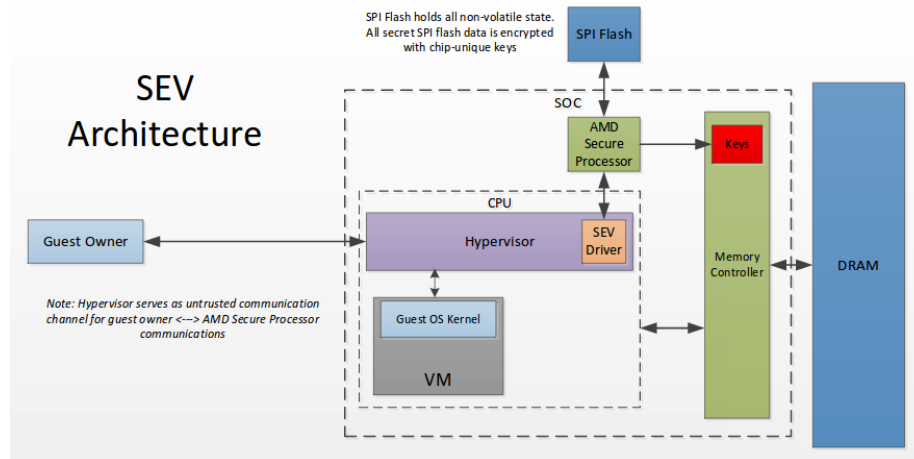 SPI Flash holds all non-volatile state.
All secret SPI flash data is encrypted
with chip-unique keys
SPI Flash
SEV
Architecture
SOC
AMD
Secure
Processor
Keys
CPU
Guest Owner
Hypervisor
SEV
Driver
Memory
Controller
DRAM
Note: Hypervisor serves as untrusted communication
channel for guest owner <---> AMD Secure Processor
communications
Guest OS Kernel
VM